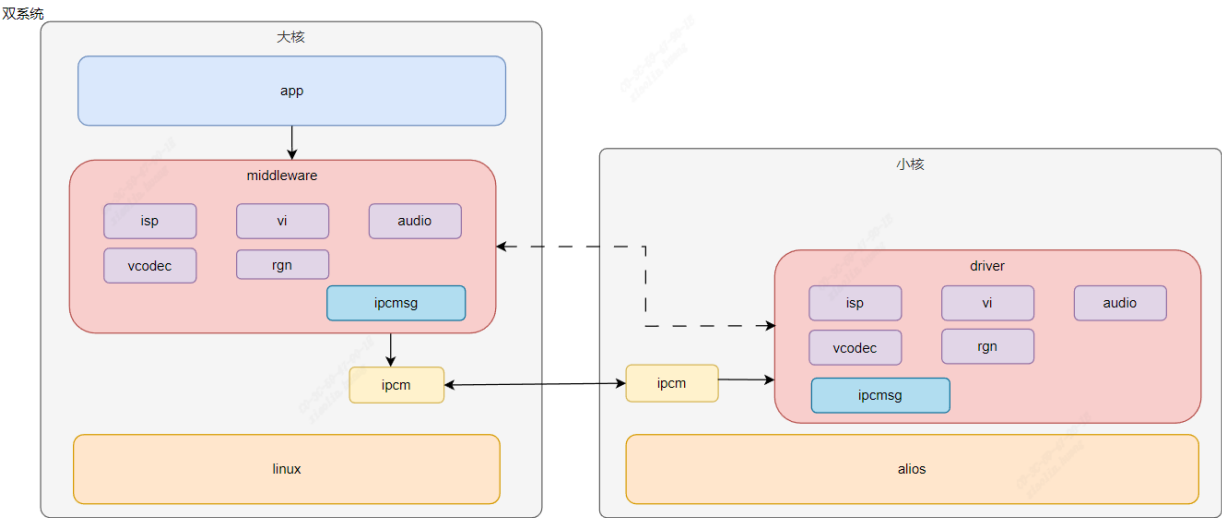 双系统
大核
app
middleware
isp
vi
audio
vcodec
rgn
ipcmsg
ipcm
linux
小核
driver
isp
vi
audio
vcodec
rgn
ipcmsg
ipcm
alios